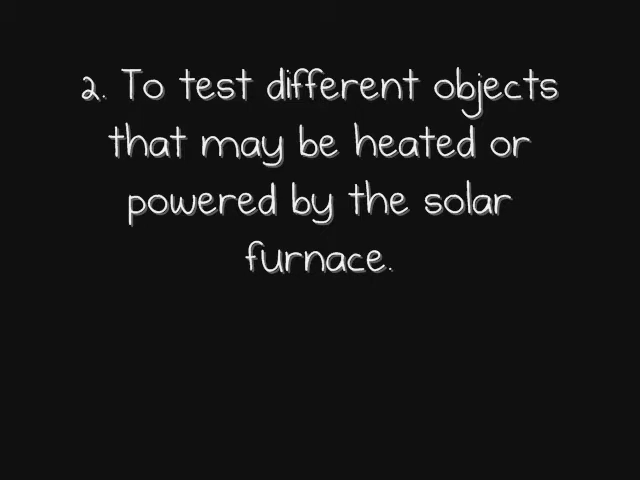 2. To test different objects
that may be heated or
powered by the solar
furnace.